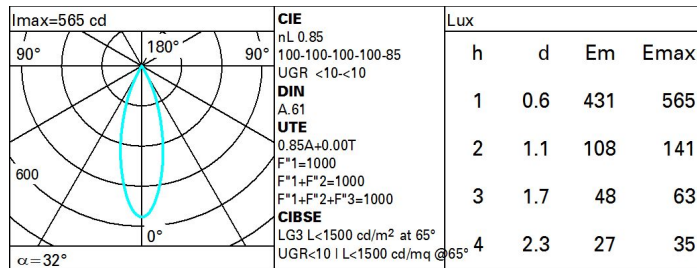 Imax=565 cd
90°
180°
90°
600
0°
α=32°
CIE
nL 0.85
100-100-100-100-85
UGR <10-<10
DIN
A.61
UTE
0.85A+0.00T
F"1=1000
F"1+F"2=1000
F"1+F"2+F"3=1000
CIBSE
LG3 L<1500 cd/m² at 65°
UGR<10 | L<1500 cd/mq @65°
Lux
h d Em Emax
1 0.6 431 565
2 1.1 108 141
3 1.7 48 63
4 2.3 27 35